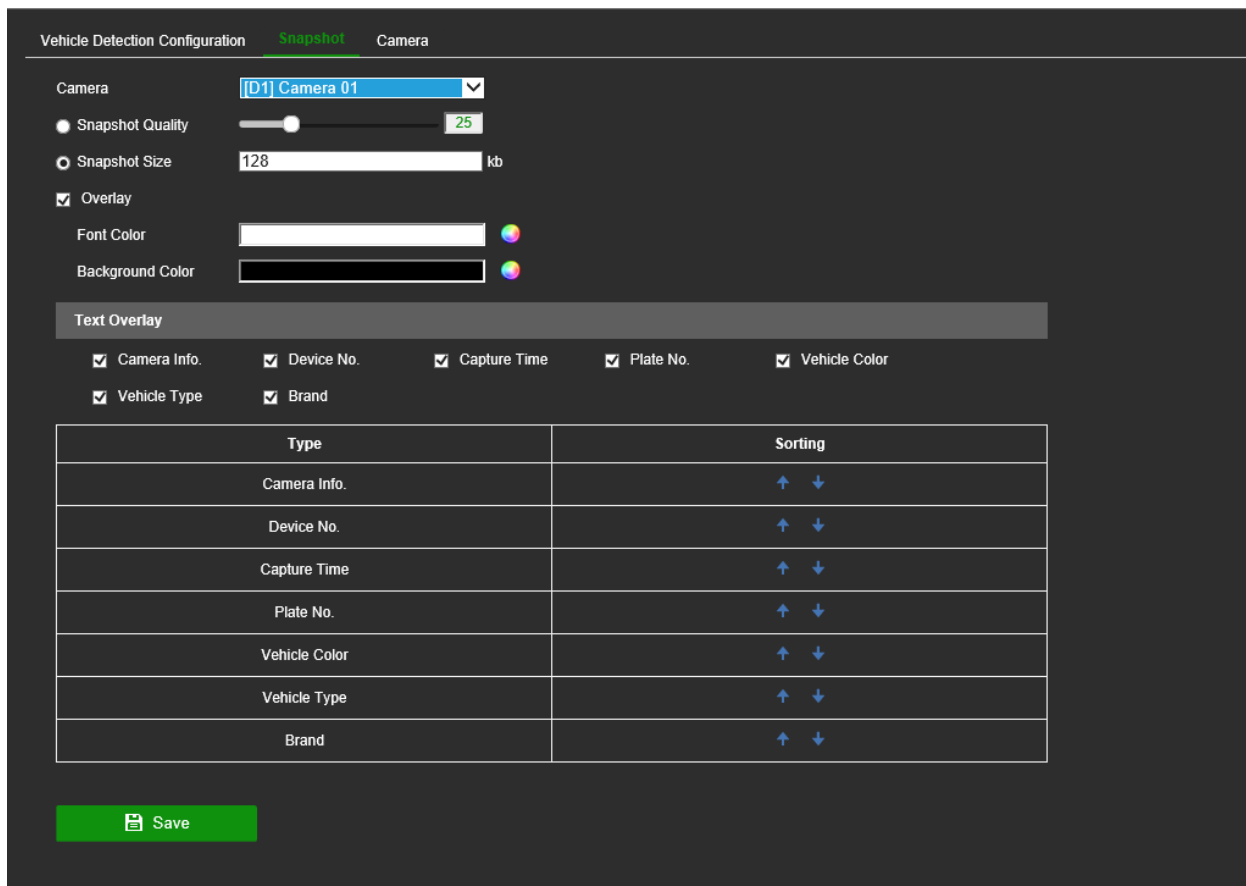 Vehicle Detection Configuration Snapshot Camera
Camera [D1] Camera 01
Snapshot Quality 25
Snapshot Size 128 kb
Overlay
Font Color
Background Color
Text Overlay
Camera Info. Device No. Capture Time Plate No. Vehicle Color
Vehicle Type Brand
Type Sorting
Camera Info.
Device No.
Capture Time
Plate No.
Vehicle Color
Vehicle Type
Brand
Save